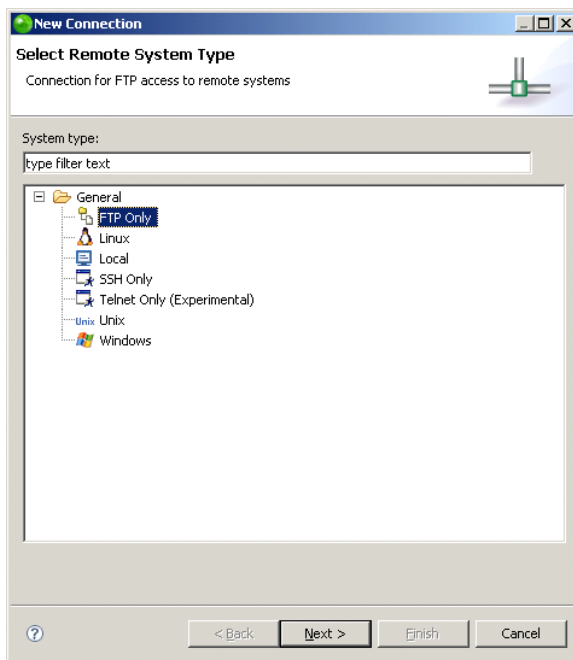 New Connection
Select Remote System Type
Connection for FTP access to remote systems
System type:
type filter text
General
FTP Only
Linux
Local
SSH Only
Telnet Only (Experimental)
Unix Unix
Windows
? < Back Next > Finish Cancel